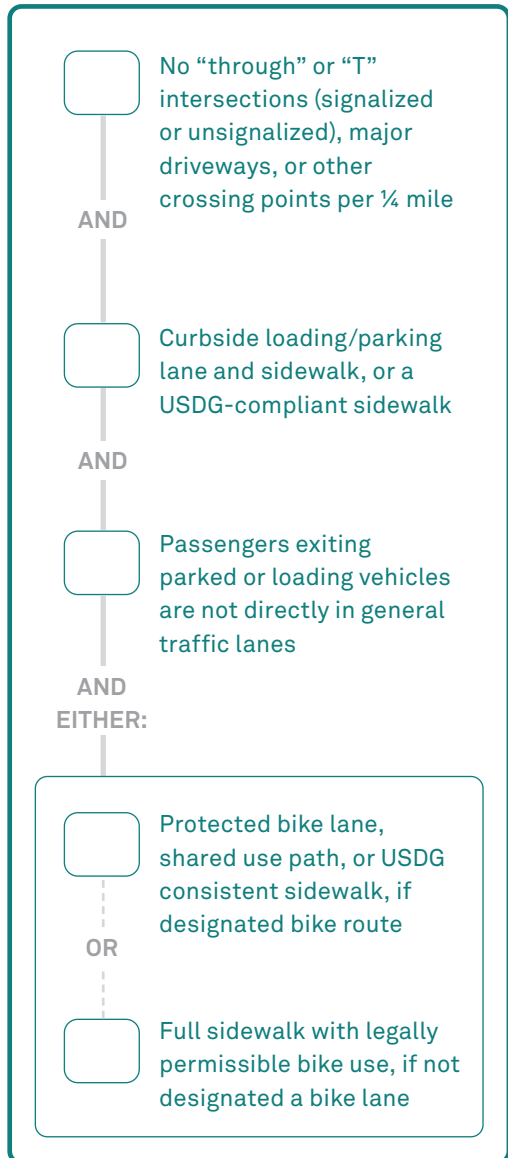 No “through” or “T”
intersections (signalized
or unsignalized), major
driveways, or other
crossing points per ¼ mile
AND
Curbside loading/parking
lane and sidewalk, or a
USDG-compliant sidewalk
AND
Passengers exiting
parked or loading vehicles
are not directly in general
traffic lanes
AND
EITHER:
Protected bike lane,
shared use path, or USDG
consistent sidewalk, if
designated bike route
OR
Full sidewalk with legally
permissible bike use, if not
designated a bike lane